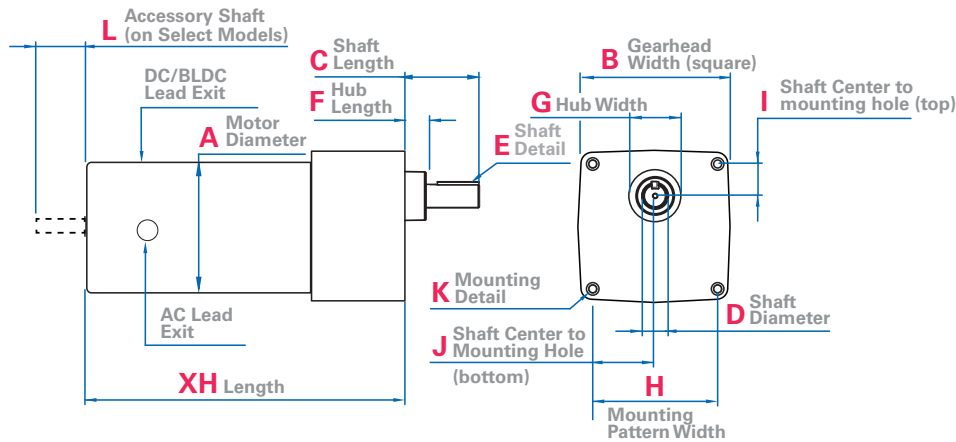 L Accessory Shaft
(on Select Models)
DC/BLDC
Lead Exit
A Motor
Diameter
C Shaft
Length
F Hub
Length
E Shaft
Detail
AC Lead
Exit
XH Length
B Gearhead
Width (square)
G Hub Width
I Shaft Center to
mounting hole (top)
K Mounting
Detail
D Shaft
Diameter
J Shaft Center to
Mounting Hole
(bottom)
H
Mounting
Pattern Width